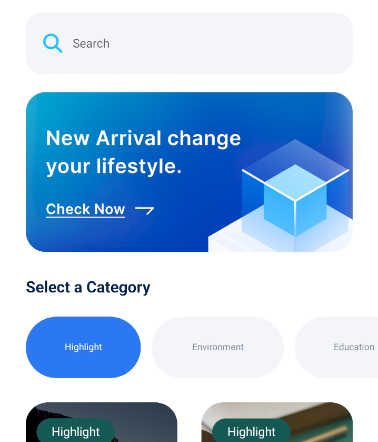 Search
New Arrival change
your lifestyle.
Check Now
Select a Category
Highlight
Environment
Education
Highlight
Highlight